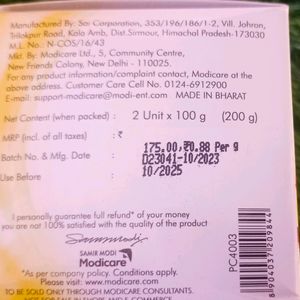 Manufactured By: Sai Corporation, 353/196/186/1-2, Vill. Johron,
Trilokpur Road, Kala Amb, Dist.Sirmour, Himachal Pradesh-173030
M.L. No.: N-COS/16/43
Mkt. By: Modicare Ltd., 5, Community Centre,
New Friends Colony, New Delhi - 110025.
For any product information/complaint contact, Modicare at the above
address. Customer Care Cell No. 0124-6912900
E-mail: support-modicare@modi-ent.com MADE IN BHARAT
Net Content (when packed) : 2 Unit x 100 g (200 g)
MRP (incl. of all taxes) : ₹
175.00,₹0.88 Per g
Batch No. & Mfg. Date : D23041-10/2023
Use Before : 10/2025
I personally guarantee full refund* of your money
you are not 100% satisfied with the quality of the product
SAMIR MODI
Modicare
*As per company policy. Conditions apply.
Please visit: www.modicare.com
TO BE SOLD ONLY THROUGH MODICARE CONSULTANTS.
PC4003
8904037209844